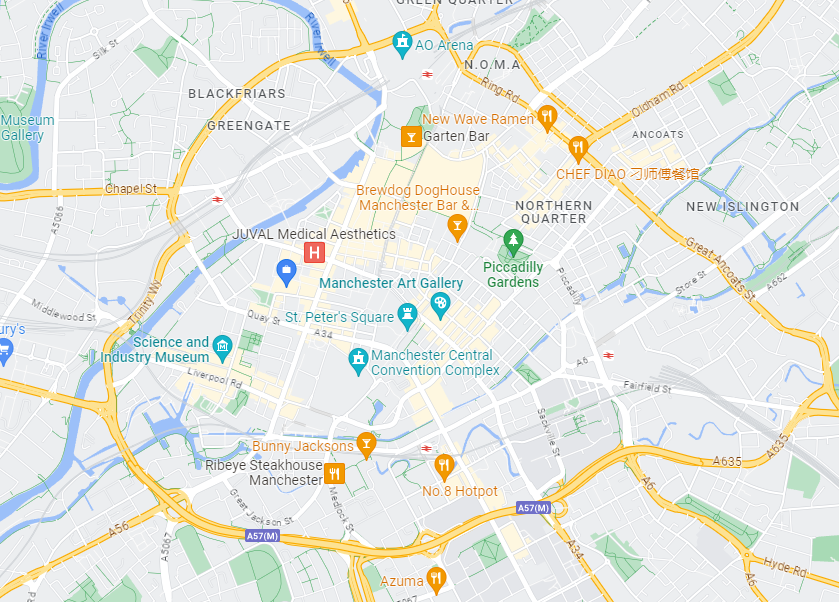 GREEN QUARTER
River Irwell
River Irwell
Silk St
AO Arena
N.O.M.A
Ring Rd
Oldham Rd
BLACKFRIARS
GREENGATE
Museum
Gallery
New Wave Ramen
Garten Bar
ANCOATS
CHEF DIAO 刁师傅餐馆
Chapel St
A5066
Brewdog DogHouse
Manchester Bar &...
NORTHERN
QUARTER
NEW ISLINGTON
JUVAL Medical Aesthetics
H
Piccadilly
Gardens
Piccadilly
Great Ancoats St
Store St
A662
Manchester Art Gallery
Trinity Wy
Middlewood St
Quay St
A34
St. Peter's Square
ury's
Science and
Industry Museum
Manchester Central
Convention Complex
A6
Liverpool Rd
Fairfield St
Sackville St
Bunny Jacksons
Ribeye Steakhouse
Manchester
No.8 Hotpot
A635
A635
A6
Great Jackson St
Medlock St
A57(M)
A57(M)
A56
A5067
A34
Hyde Rd
A6
Azuma